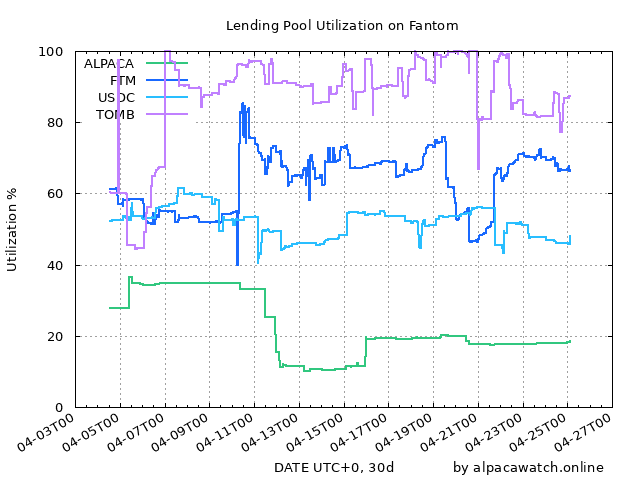 Lending Pool Utilization on Fantom
100
80
60
40
20
0
Utilization %
ALPACA
FTM
USDC
TOMB
04-03T00
04-05T00
04-07T00
04-09T00
04-11T00
04-13T00
04-15T00
04-17T00
04-19T00
04-21T00
04-23T00
04-25T00
04-27T00
DATE UTC+0, 30d
by alpacawatch.online